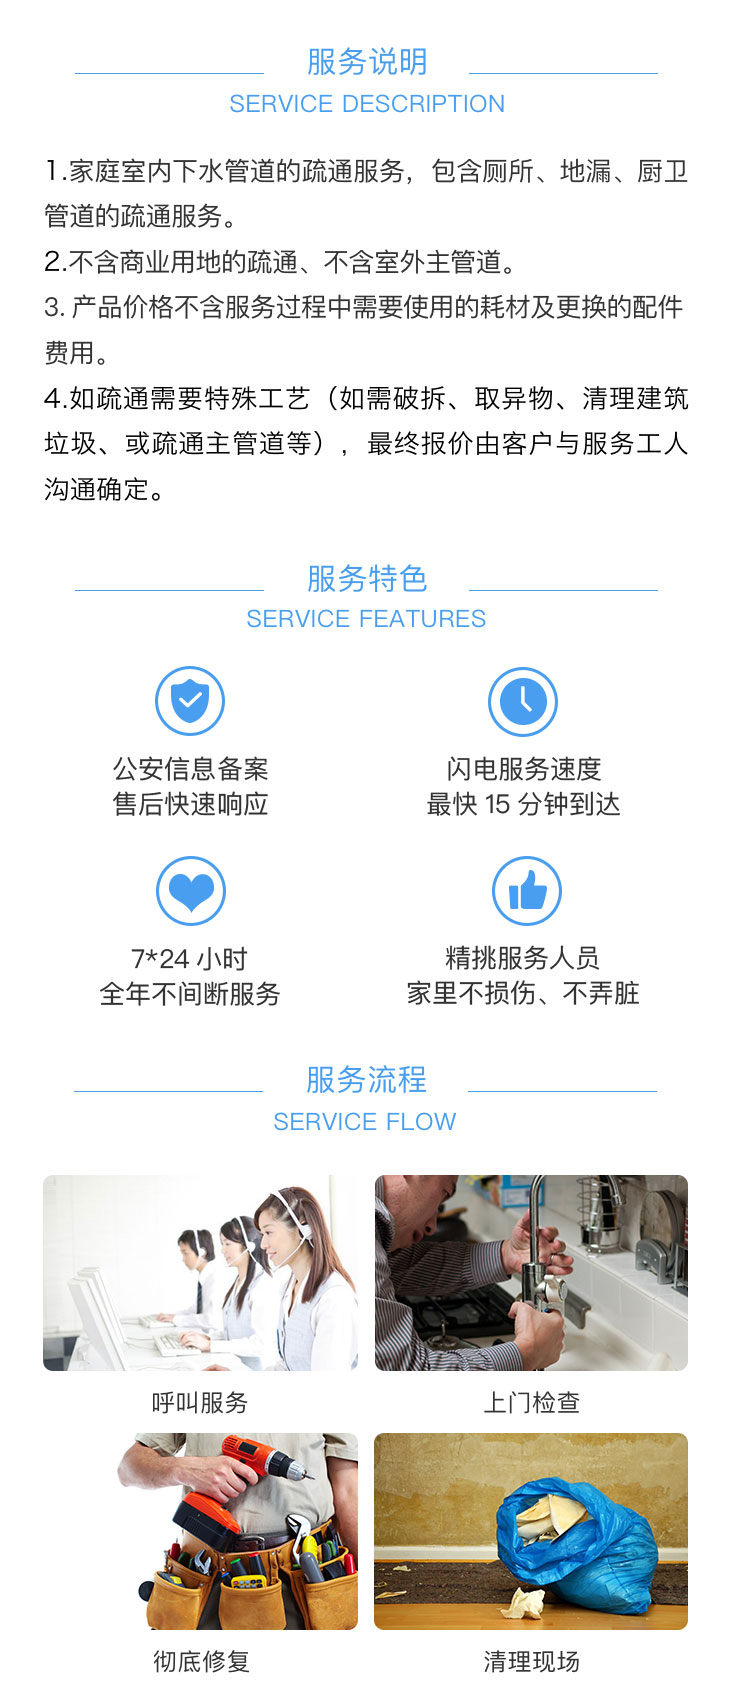 服务说明
SERVICE DESCRIPTION
1.家庭室内下水管道的疏通服务，包含厕所、地漏、厨卫
管道的疏通服务。
2.不含商业用地的疏通、不含室外主管道。
3. 产品价格不含服务过程中需要使用的耗材及更换的配件
费用。
4.如疏通需要特殊工艺（如需破拆、取异物、清理建筑
垃圾、或疏通主管道等），最终报价由客户与服务工人
沟通确定。
服务特色
SERVICE FEATURES
公安信息备案
售后快速响应
闪电服务速度
最快 15 分钟到达
7*24 小时
全年不间断服务
精挑服务人员
家里不损伤、不弄脏
服务流程
SERVICE FLOW
呼叫服务
上门检查
彻底修复
清理现场